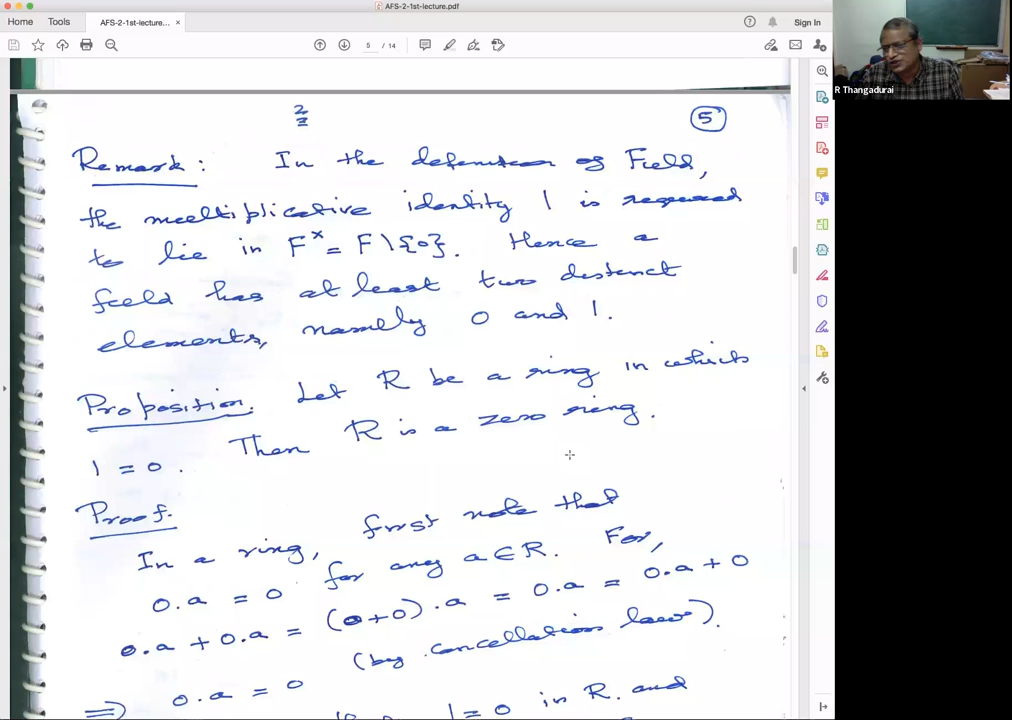 AFS-2-1st-lecture.pdf
Home Tools AFS-2-1st-lecture... × Sign In
5 / 14
R Thangadurai
5
Remark: In the definition of Field,
the multiplicative identity 1 is required
to lie in F^× = F \ {0}. Hence a
field has at least two distinct
elements, namely 0 and 1.
Proposition. Let R be a ring in which
1 = 0. Then R is a zero ring.
Proof.
In a ring, first note that
0.a = 0 for any a ∈ R. For,
0.a + 0.a = (0+0).a = 0.a = 0.a + 0
⟹ 0.a = 0 (by cancellation law).
1 = 0 in R. and